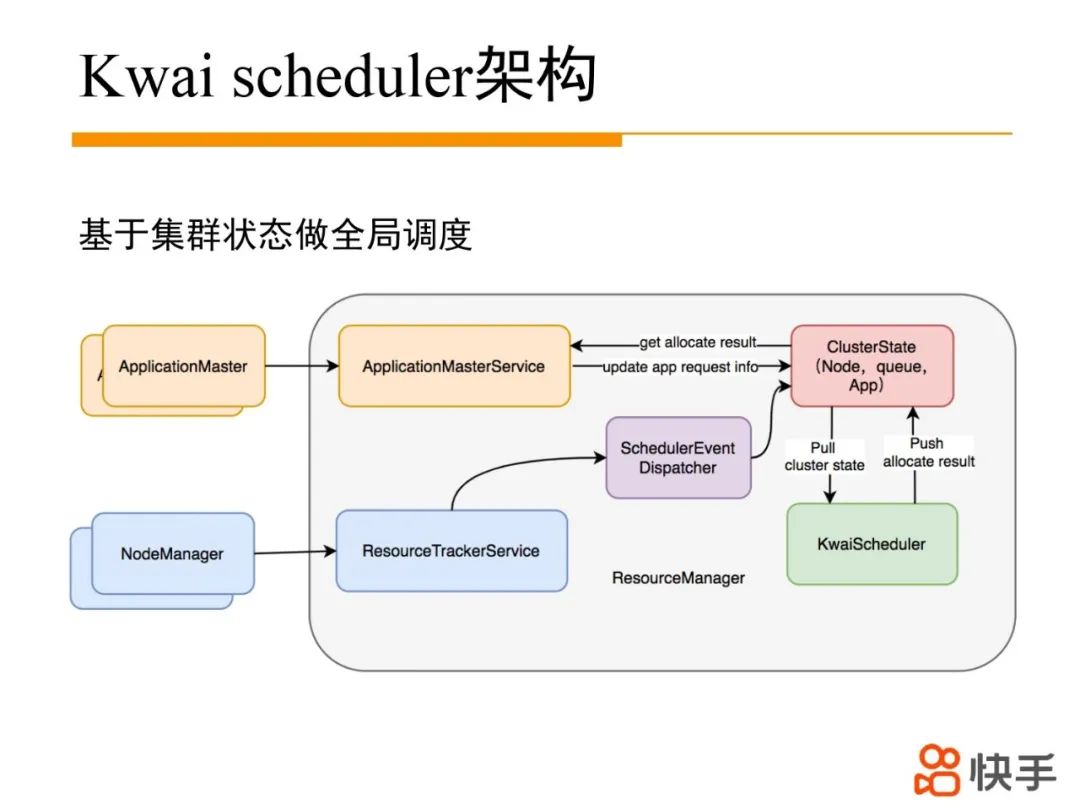 Kwai scheduler架构
基于集群状态做全局调度
ApplicationMaster
A
ApplicationMasterService
get allocate result
update app request info
ClusterState
(Node, queue,
App)
SchedulerEvent
Dispatcher
Pull
cluster state
Push
allocate result
NodeManager
ResourceTrackerService
KwaiScheduler
ResourceManager
快手